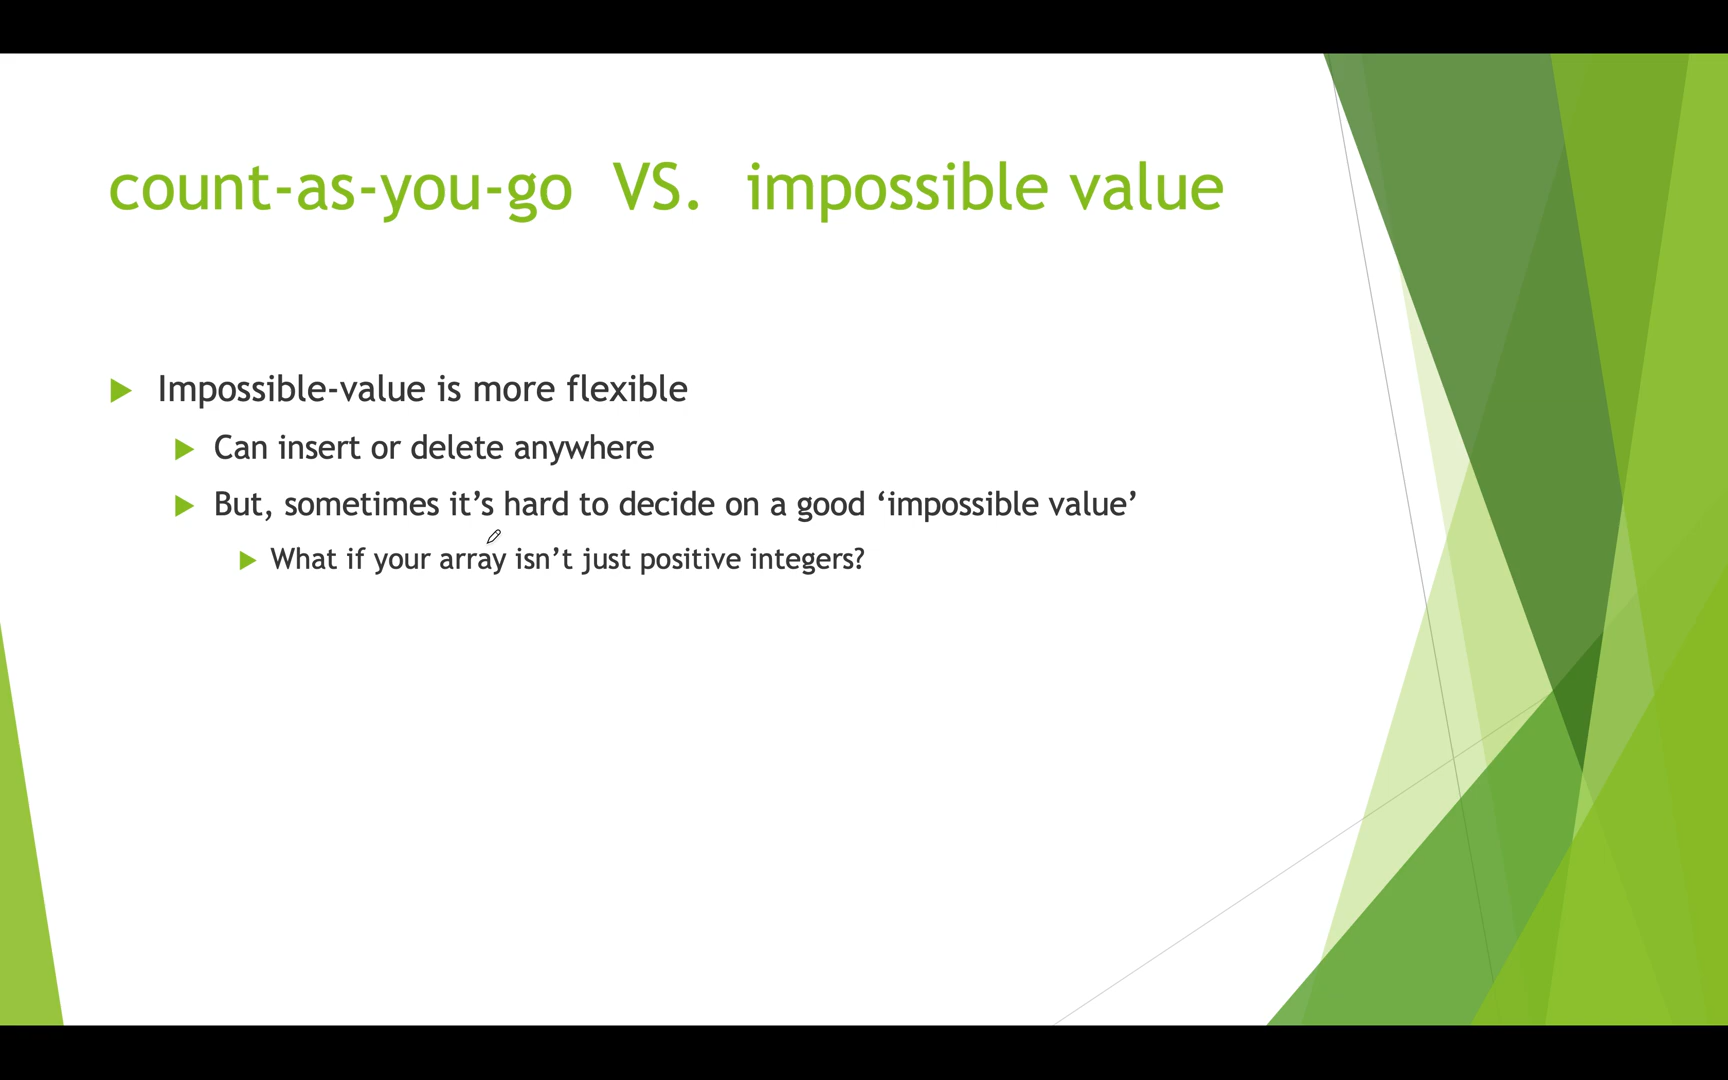 count-as-you-go VS. impossible value
Impossible-value is more flexible
Can insert or delete anywhere
But, sometimes it’s hard to decide on a good ‘impossible value’
What if your array isn’t just positive integers?